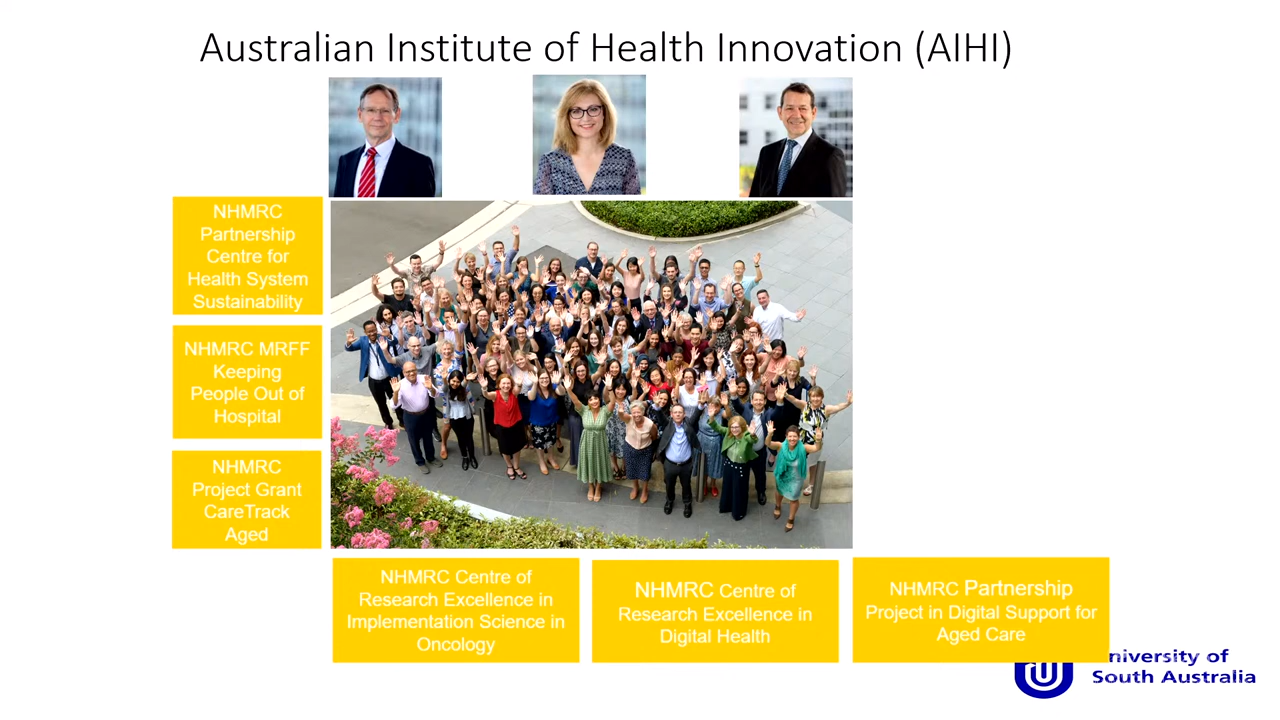 Australian Institute of Health Innovation (AIHI)
NHMRC
Partnership
Centre for
Health System
Sustainability
NHMRC MRFF
Keeping
People Out of
Hospital
NHMRC
Project Grant
CareTrack
Aged
NHMRC Centre of
Research Excellence in
Implementation Science in
Oncology
NHMRC Centre of
Research Excellence in
Digital Health
NHMRC Partnership
Project in Digital Support for
Aged Care
niversity of
South Australia